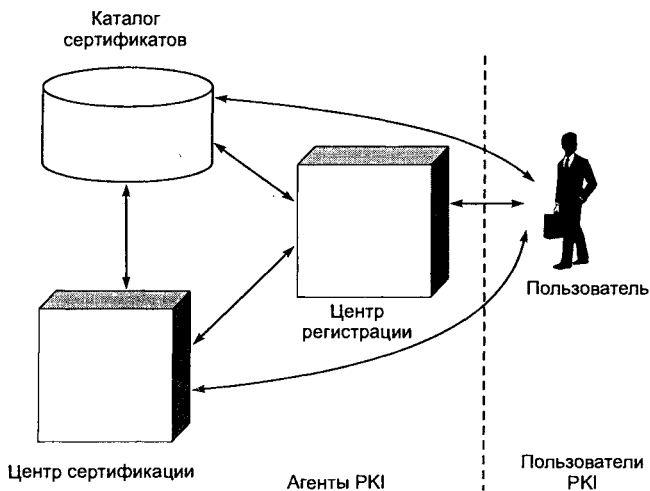 Каталог
сертификатов
Пользователь
Центр
регистрации
Центр сертификации
Агенты PKI
Пользователи
PKI